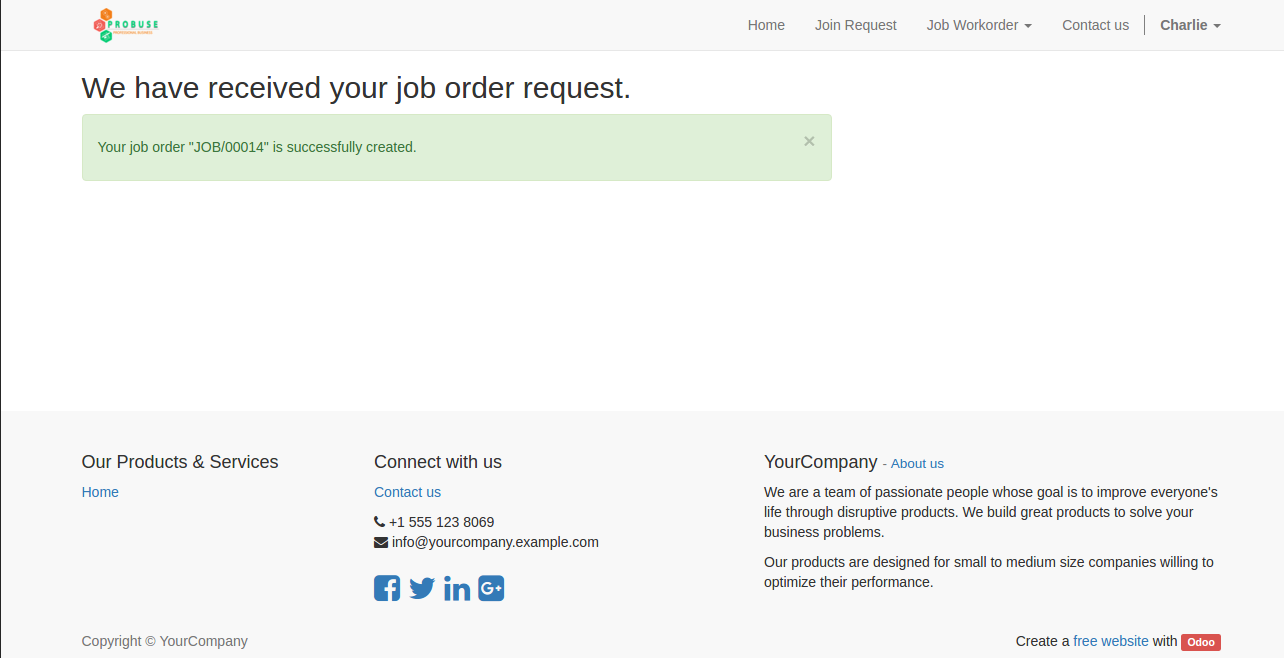 PROBUSE
Home
Join Request
Job Workorder
Contact us
Charlie
We have received your job order request.
Your job order "JOB/00014" is successfully created.
×
Our Products & Services
Home
Connect with us
Contact us
+1 555 123 8069
info@yourcompany.example.com
YourCompany - About us
We are a team of passionate people whose goal is to improve everyone's
life through disruptive products. We build great products to solve your
business problems.
Our products are designed for small to medium size companies willing to
optimize their performance.
Copyright © YourCompany
Create a free website with Odoo